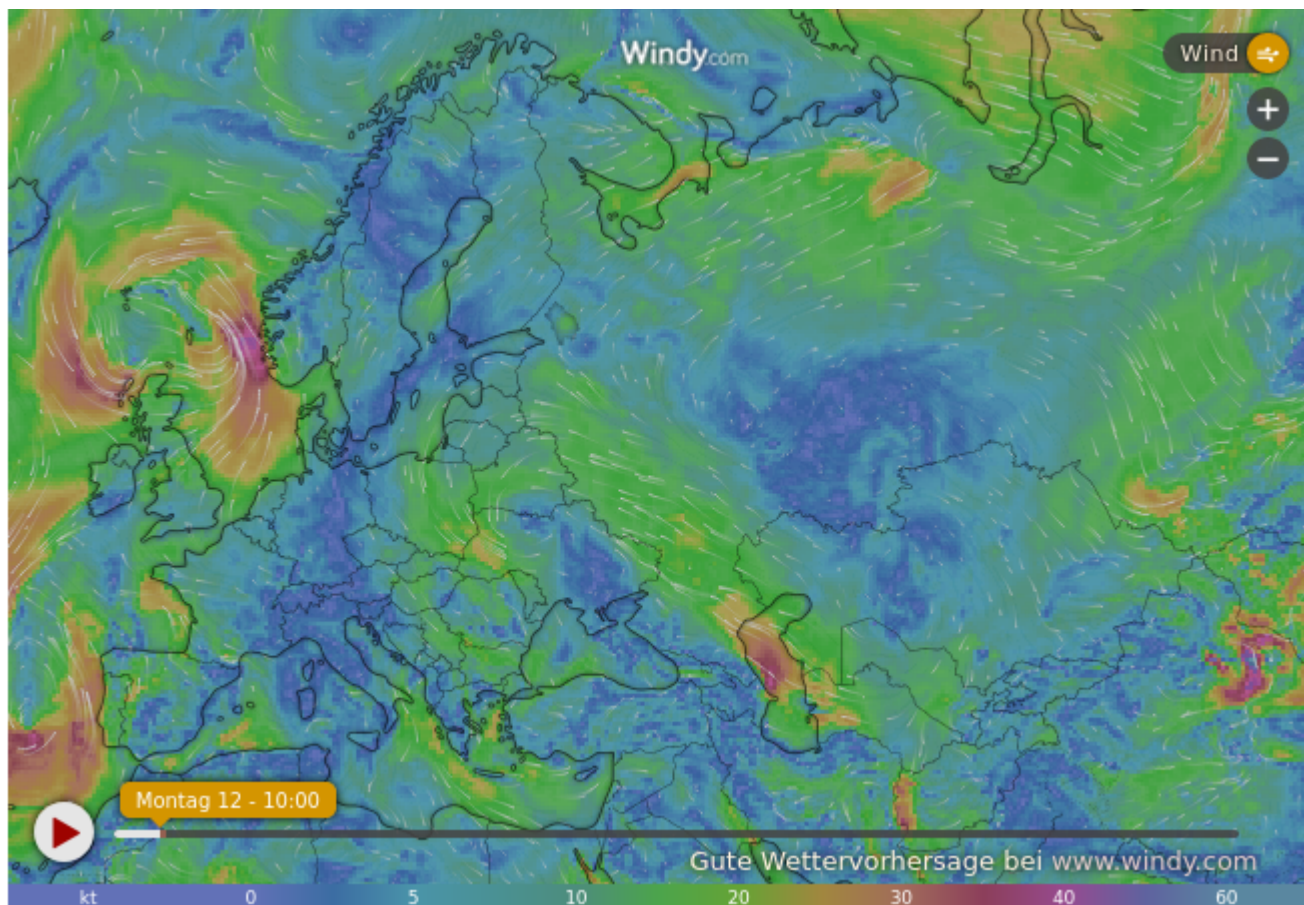 Windy.com
Wind
+
−
Montag 12 - 10:00
Gute Wettervorhersage bei www.windy.com
kt 0 5 10 20 30 40 60